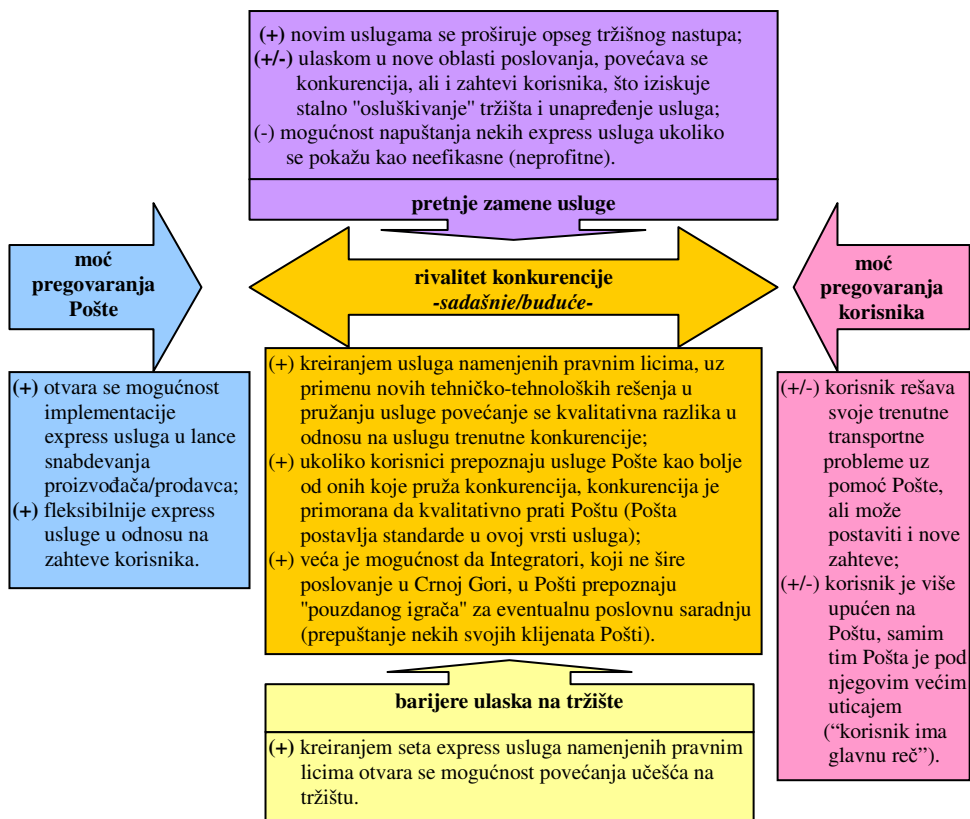 (+) novim uslugama se proširuje opseg tržišnog nastupa;
(+/-) ulaskom u nove oblasti poslovanja, povećava se
konkurencija, ali i zahtevi korisnika, što iziskuje
stalno "osluškivanje" tržišta i unapređenje usluga;
(-) mogućnost napuštanja nekih express usluga ukoliko
se pokažu kao neefikasne (neprofitne).
pretnje zamene usluge
moć
pregovaranja
Pošte
rivalitet konkurencije
-sadašnje/buduće-
moć
pregovaranja
korisnika
(+) otvara se mogućnost
implementacije
express usluga u lance
snabdevanja
proizvođača/prodavca;
(+) fleksibilnije express
usluge u odnosu na
zahteve korisnika.
(+) kreiranjem usluga namenjenih pravnim licima, uz
primenu novih tehničko-tehnoloških rešenja u
pružanju usluge povećanje se kvalitativna razlika u
odnosu na uslugu trenutne konkurencije;
(+) ukoliko korisnici prepoznaju usluge Pošte kao bolje
od onih koje pruža konkurencija, konkurencija je
primorana da kvalitativno prati Poštu (Pošta
postavlja standarde u ovoj vrsti usluga);
(+) veća je mogućnost da Integratori, koji ne šire
poslovanje u Crnoj Gori, u Pošti prepoznaju
"pouzdanog igrača" za eventualnu poslovnu saradnju
(prepuštanje nekih svojih klijenata Pošti).
(+/-) korisnik rešava
svoje trenutne
transportne
probleme uz
pomoć Pošte,
ali može
postaviti i nove
zahteve;
(+/-) korisnik je više
upućen na
Poštu, samim
tim Pošta je pod
njegovim većim
uticajem
(“korisnik ima
glavnu reč”).
barijere ulaska na tržište
(+) kreiranjem seta express usluga namenjenih pravnim
licima otvara se mogućnost povećanja učešća na
tržištu.